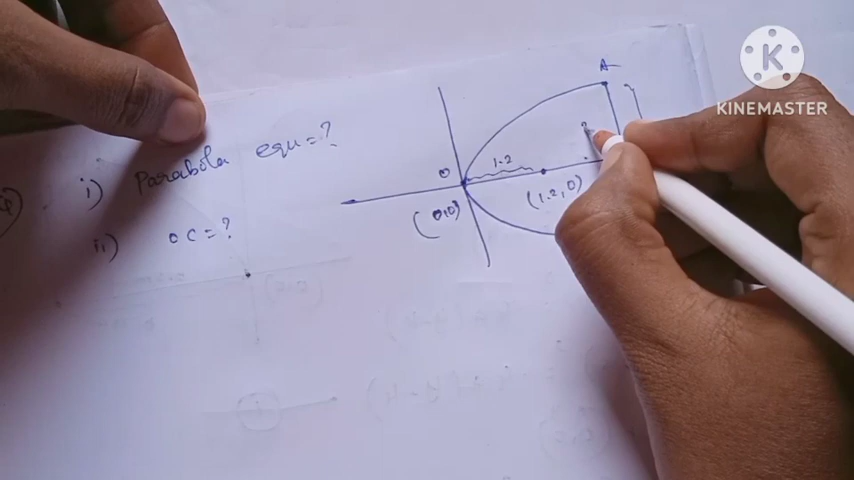 i) Parabola equ=?
ii) OC=?
A
O
1.2
(0,0)
(1.2,0)
K
KINEMASTER